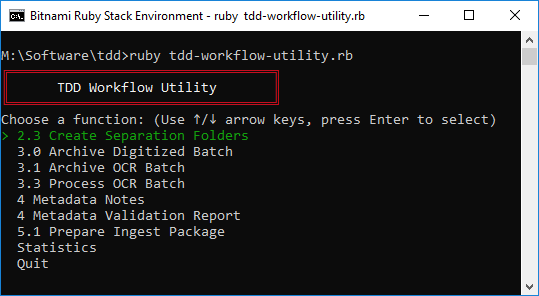 Bitnami Ruby Stack Environment - ruby tdd-workflow-utility.rb
M:\Software\tdd>ruby tdd-workflow-utility.rb
TDD Workflow Utility
Choose a function: (Use ↑/↓ arrow keys, press Enter to select)
> 2.3 Create Separation Folders
3.0 Archive Digitized Batch
3.1 Archive OCR Batch
3.3 Process OCR Batch
4 Metadata Notes
4 Metadata Validation Report
5.1 Prepare Ingest Package
Statistics
Quit